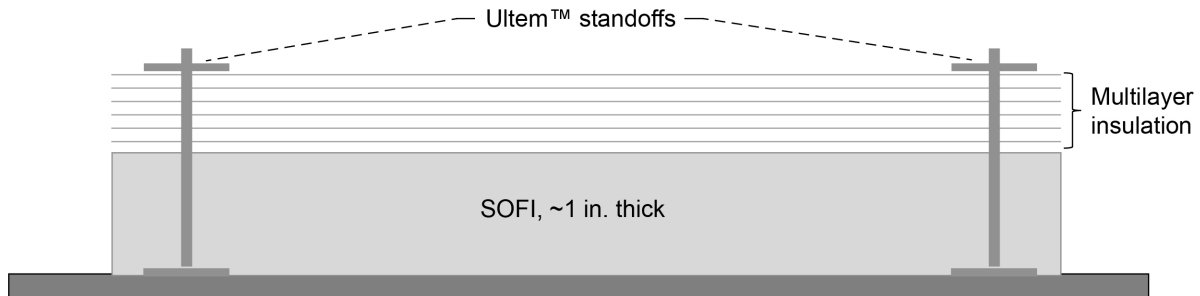 Ultem™ standoffs
Multilayer
insulation
SOFI, ~1 in. thick